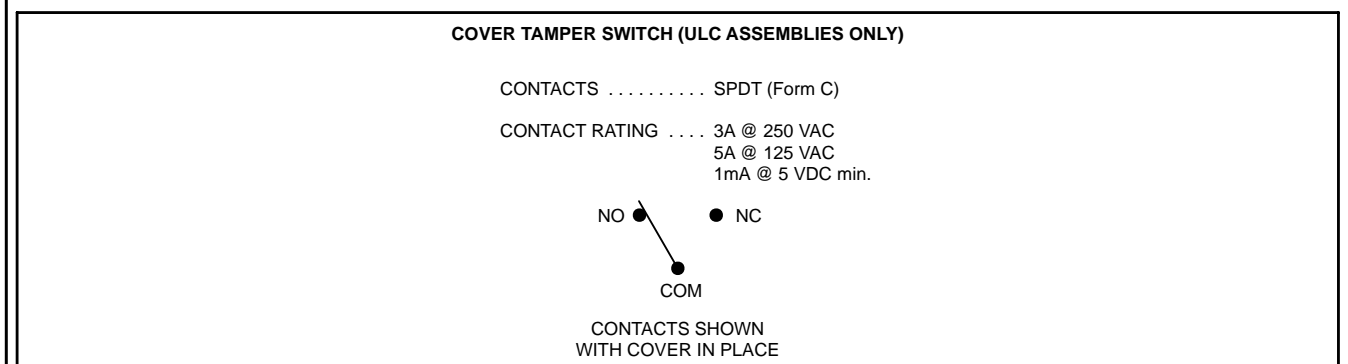 COVER TAMPER SWITCH (ULC ASSEMBLIES ONLY)
CONTACTS . . . . . . . . . . SPDT (Form C)
CONTACT RATING . . . . 3A @ 250 VAC
5A @ 125 VAC
1mA @ 5 VDC min.
NO NC
COM
CONTACTS SHOWN
WITH COVER IN PLACE